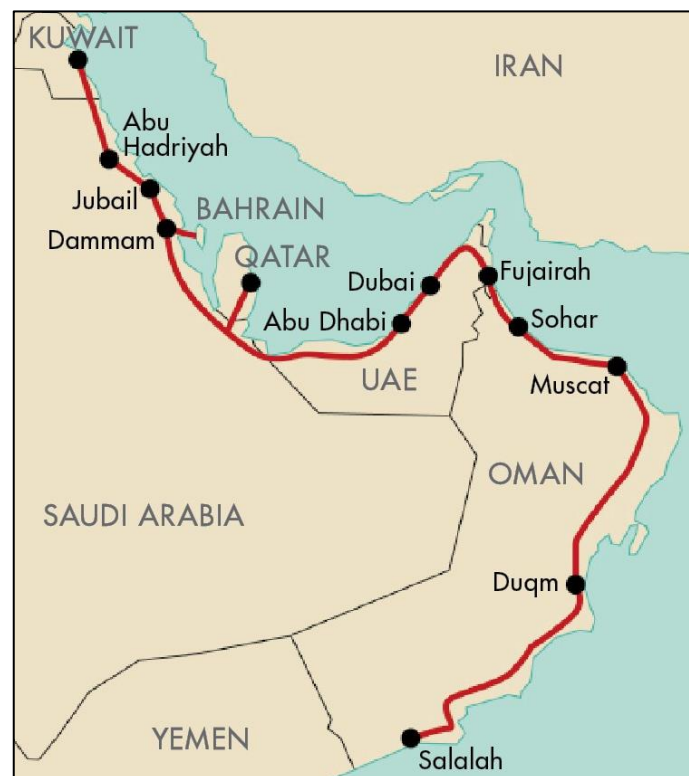 KUWAIT
IRAN
Abu
Hadriyah
Jubail
BAHRAIN
Dammam
QATAR
Dubai
Fujairah
Abu Dhabi
Sohar
UAE
Muscat
OMAN
SAUDI ARABIA
Duqm
YEMEN
Salalah